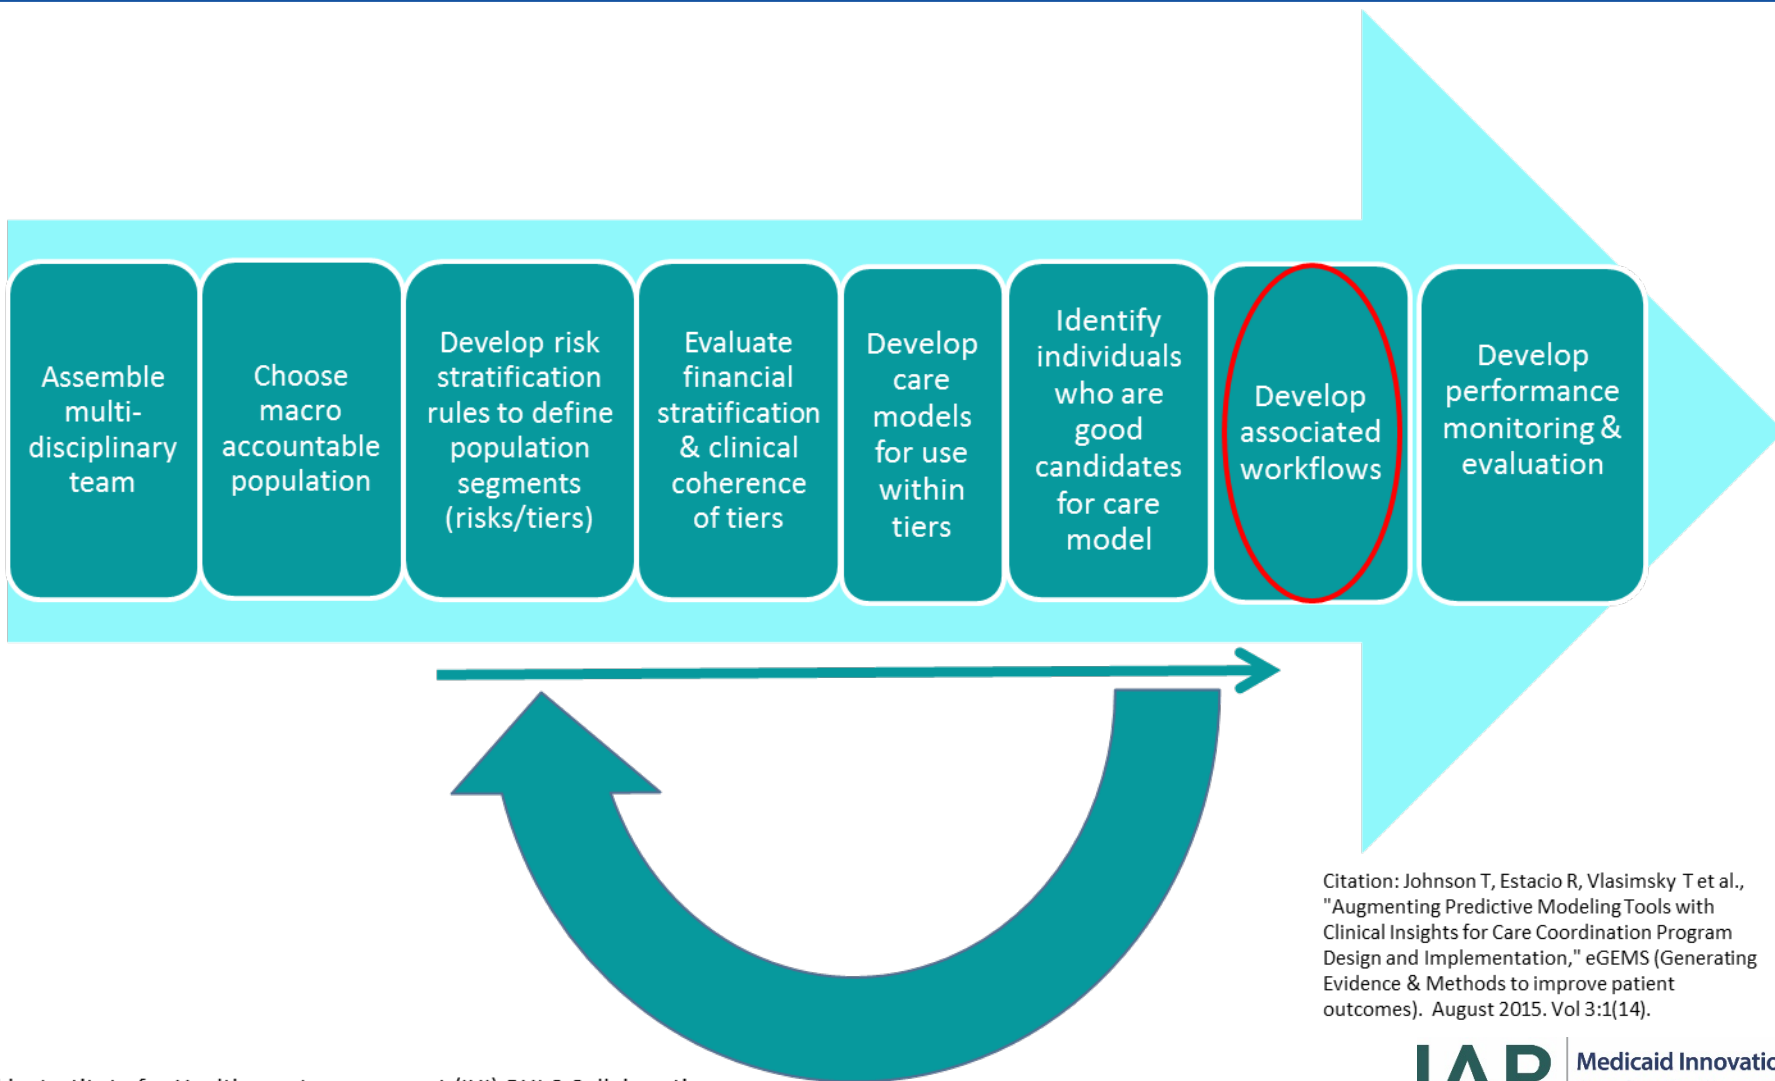 Assemble
multi-
disciplinary
team
Choose
macro
accountable
population
Develop risk
stratification
rules to define
population
segments
(risks/tiers)
Evaluate
financial
stratification
& clinical
coherence
of tiers
Develop
care
models
for use
within
tiers
Identify
individuals
who are
good
candidates
for care
model
Develop
associated
workflows
Develop
performance
monitoring &
evaluation
Citation: Johnson T, Estacio R, Vlasimsky T et al.,
"Augmenting Predictive Modeling Tools with
Clinical Insights for Care Coordination Program
Design and Implementation," eGEMS (Generating
Evidence & Methods to improve patient
outcomes). August 2015. Vol 3:1(14).
IAP
Medicaid Innovatio